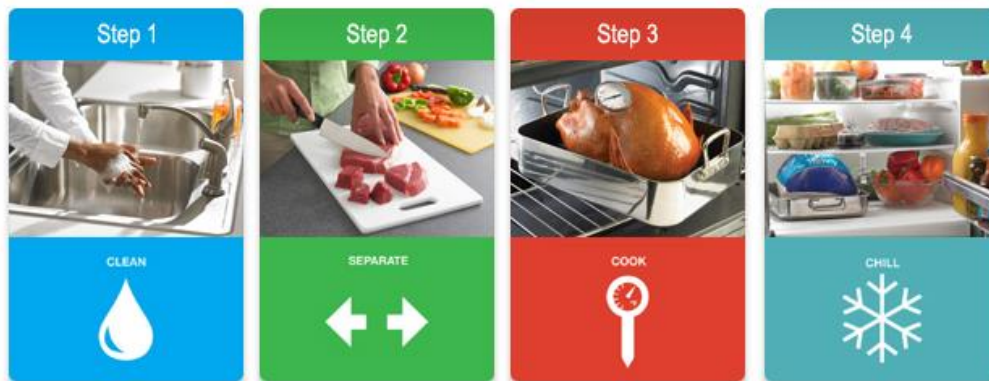 Step 1
Step 2
Step 3
Step 4
CLEAN
SEPARATE
COOK
CHILL